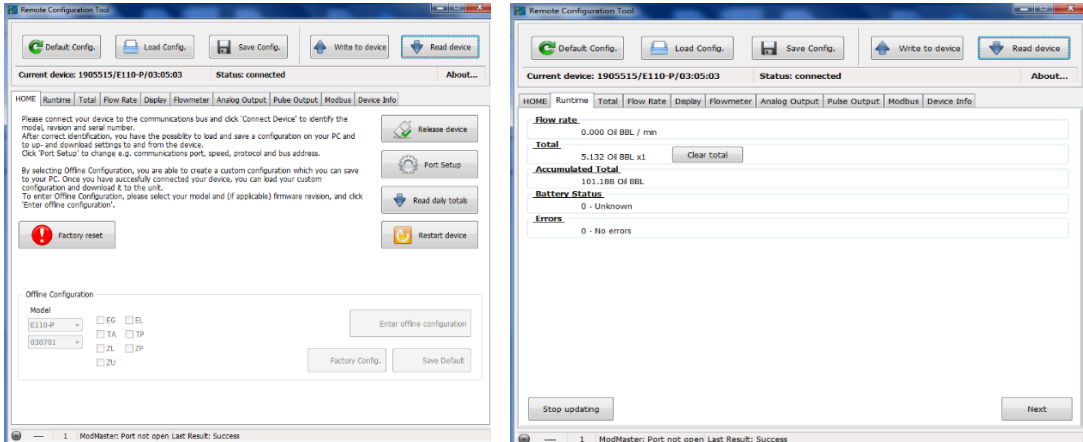 Remote Configuration Tool
Default Config.
Load Config.
Save Config.
Write to device
Read device
Current device: 1905515/E110-P/03:05:03 Status: connected About...
HOME Runtime Total Flow Rate Display Flowmeter Analog Output Pulse Output Modbus Device Info
Please connect your device to the communications bus and click 'Connect Device' to identify the
model, revision and serial number.
After correct identification, you have the possiblity to load and save a configuration on your PC and
to up- and download settings to and from the device.
Click 'Port Setup' to change e.g. communications port, speed, protocol and bus address.
By selecting Offline Configuration, you are able to create a custom configuration which you can save
to your PC. Once you have succesfully connected your device, you can load your custom
configuration and download it to the unit.
To enter Offline Configuration, please select your model and (if applicable) firmware revision, and click
'Enter offline configuration'.
Release device
Port Setup
Read daily totals
Restart device
Factory reset
Offline Configuration
Model
E110-P
030701
EG EL
TA TP
ZL ZP
ZU
Enter offline configuration
Factory Config.
Save Default
---- 1 ModMaster: Port not open Last Result: Success
Remote Configuration Tool
Default Config.
Load Config.
Save Config.
Write to device
Read device
Current device: 1905515/E110-P/03:05:03 Status: connected About...
HOME Runtime Total Flow Rate Display Flowmeter Analog Output Pulse Output Modbus Device Info
Flow rate
0.000 Oil BBL / min
Total
5.132 Oil BBL x1 Clear total
Accumulated Total
101.188 Oil BBL
Battery Status
0 - Unknown
Errors
0 - No errors
Stop updating
Next
---- 1 ModMaster: Port not open Last Result: Success